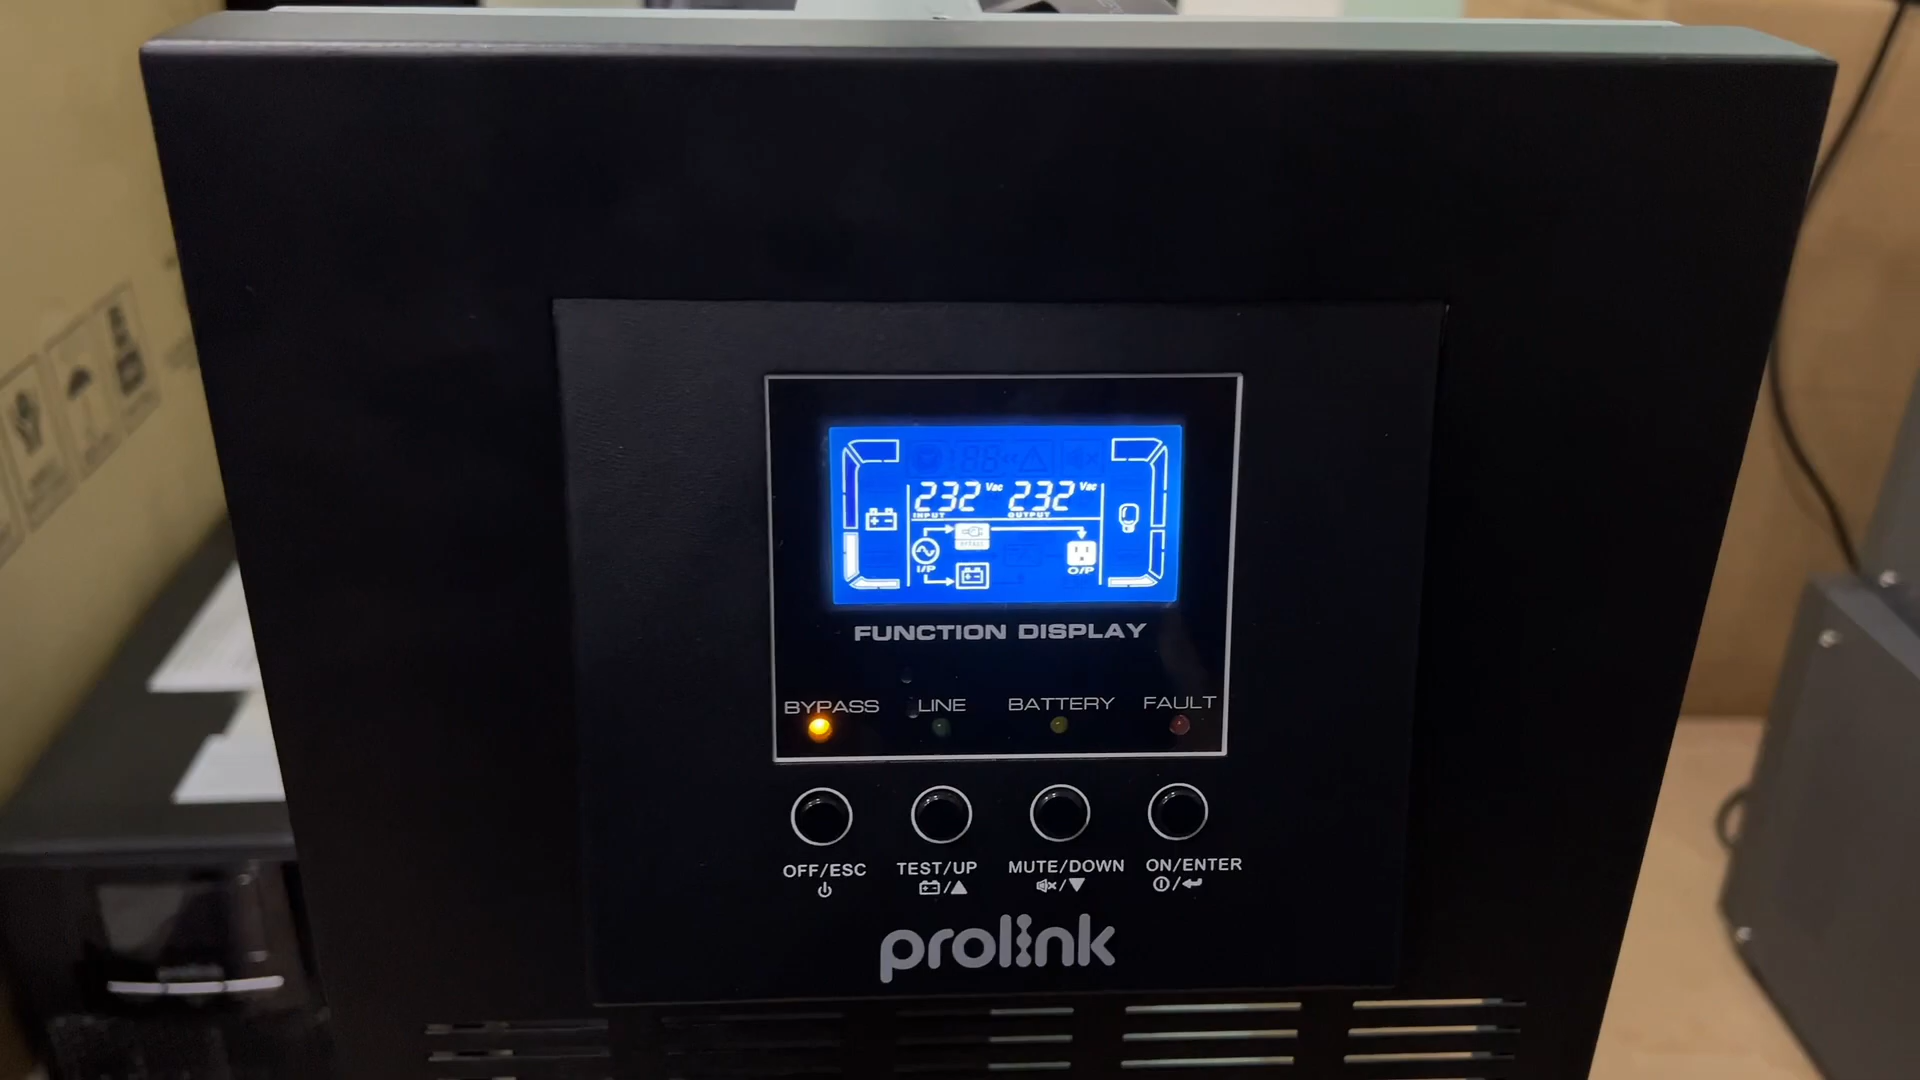 232 Vac 232 Vac
INPUT OUTPUT
BYPASS
I/P O/P
FUNCTION DISPLAY
BYPASS LINE BATTERY FAULT
OFF/ESC TEST/UP MUTE/DOWN ON/ENTER
prolink